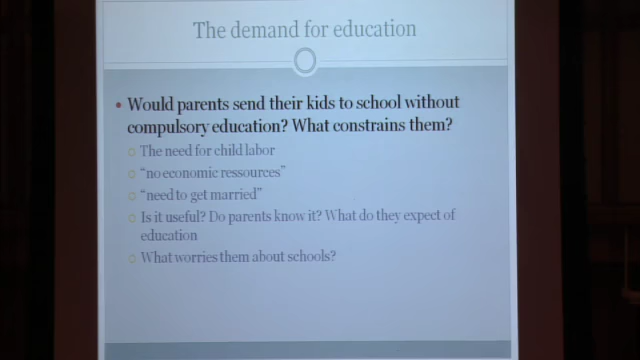 The demand for education
Would parents send their kids to school without
compulsory education? What constrains them?
The need for child labor
"no economic ressources"
"need to get married"
Is it useful? Do parents know it? What do they expect of
education
What worries them about schools?